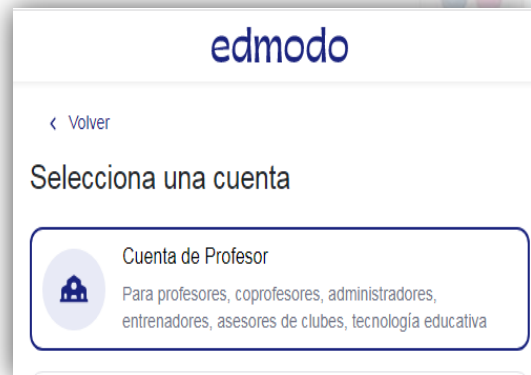 edmodo
Volver
Selecciona una cuenta
Cuenta de Profesor
Para profesores, coprofesores, administradores,
entrenadores, asesores de clubes, tecnología educativa